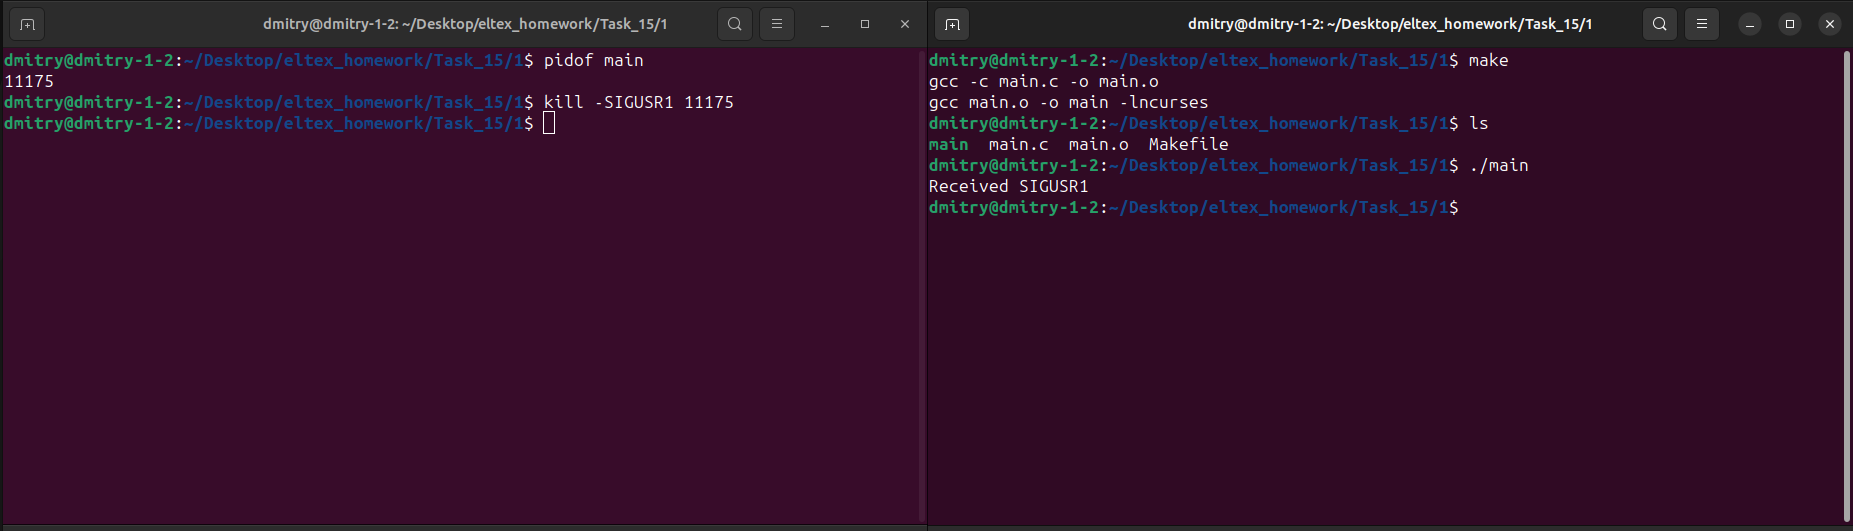 dmitry@dmitry-1-2: ~/Desktop/eltex_homework/Task_15/1
dmitry@dmitry-1-2:~/Desktop/eltex_homework/Task_15/1$ pidof main
11175
dmitry@dmitry-1-2:~/Desktop/eltex_homework/Task_15/1$ kill -SIGUSR1 11175
dmitry@dmitry-1-2:~/Desktop/eltex_homework/Task_15/1$
dmitry@dmitry-1-2: ~/Desktop/eltex_homework/Task_15/1
dmitry@dmitry-1-2:~/Desktop/eltex_homework/Task_15/1$ make
gcc -c main.c -o main.o
gcc main.o -o main -lncurses
dmitry@dmitry-1-2:~/Desktop/eltex_homework/Task_15/1$ ls
main  main.c  main.o  Makefile
dmitry@dmitry-1-2:~/Desktop/eltex_homework/Task_15/1$ ./main
Received SIGUSR1
dmitry@dmitry-1-2:~/Desktop/eltex_homework/Task_15/1$